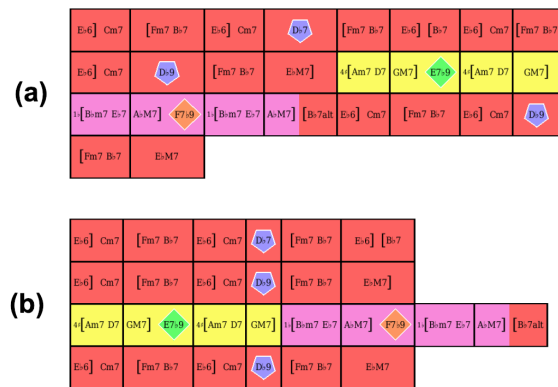 (a)
E♭6] Cm7 [Fm7 B♭7 E♭6] Cm7 D♭7 [Fm7 B♭7 E♭6] [B♭7 E♭6] Cm7 [Fm7 B♭7
E♭6] Cm7 D♭9 [Fm7 B♭7 E♭M7] 4♯[Am7 D7 GM7] E7♭9 4♯[Am7 D7 GM7]
1♭[B♭m7 E♭7 A♭M7] F7♭9 1♭[B♭m7 E♭7 A♭M7] [B♭7alt E♭6] Cm7 [Fm7 B♭7 E♭6] Cm7 D♭9
[Fm7 B♭7 E♭M7
(b)
E♭6] Cm7 [Fm7 B♭7 E♭6] Cm7 D♭7 [Fm7 B♭7 E♭6] [B♭7
E♭6] Cm7 [Fm7 B♭7 E♭6] Cm7 D♭9 [Fm7 B♭7 E♭M7]
4♯[Am7 D7 GM7] E7♭9 4♯[Am7 D7 GM7] 1♭[B♭m7 E♭7 A♭M7] F7♭9 1♭[B♭m7 E♭7 A♭M7] [B♭7alt
E♭6] Cm7 [Fm7 B♭7 E♭6] Cm7 D♭9 [Fm7 B♭7 E♭M7